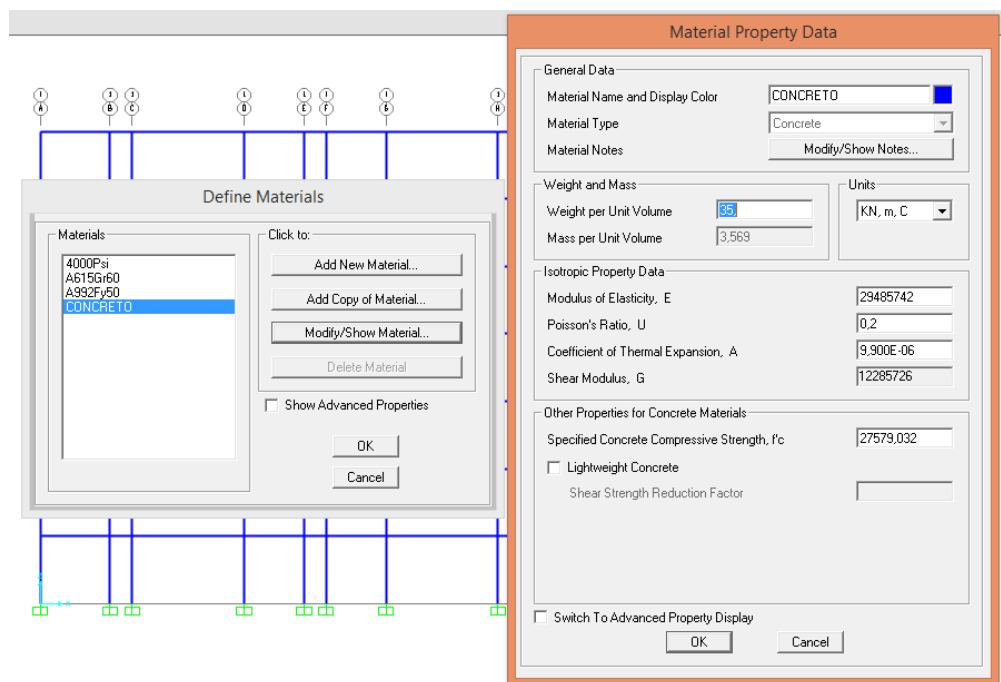 Material Property Data
General Data
Material Name and Display Color CONCRETO
Material Type Concrete
Material Notes Modify/Show Notes...
Weight and Mass
Weight per Unit Volume 35,
Mass per Unit Volume 3,569
Units
KN, m, C
Isotropic Property Data
Modulus of Elasticity, E 29485742
Poisson's Ratio, U 0,2
Coefficient of Thermal Expansion, A 9,900E-06
Shear Modulus, G 12285726
Other Properties for Concrete Materials
Specified Concrete Compressive Strength, f'c 27579,032
Lightweight Concrete
Shear Strength Reduction Factor
Switch To Advanced Property Display
OK Cancel
Define Materials
Materials
4000Psi
A615Gr60
A992Fy50
CONCRETO
Click to:
Add New Material...
Add Copy of Material...
Modify/Show Material...
Delete Material
Show Advanced Properties
OK
Cancel